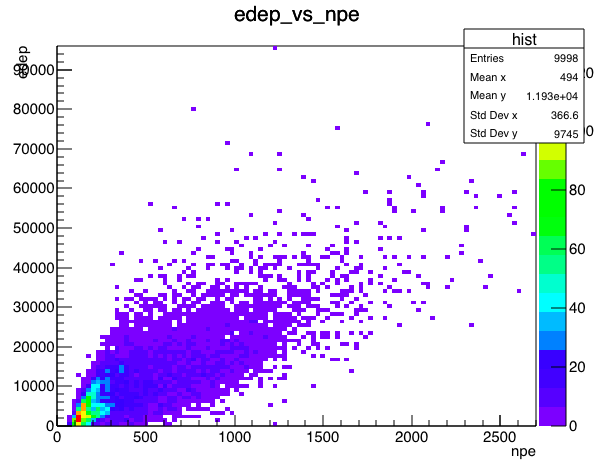 edep_vs_npe
edep
hist
Entries 9998
Mean x 494
Mean y 1.193e+04
Std Dev x 366.6
Std Dev y 9745
90000
80000
70000
60000
50000
40000
30000
20000
10000
0
0 500 1000 1500 2000 2500
npe
80
60
40
20
0